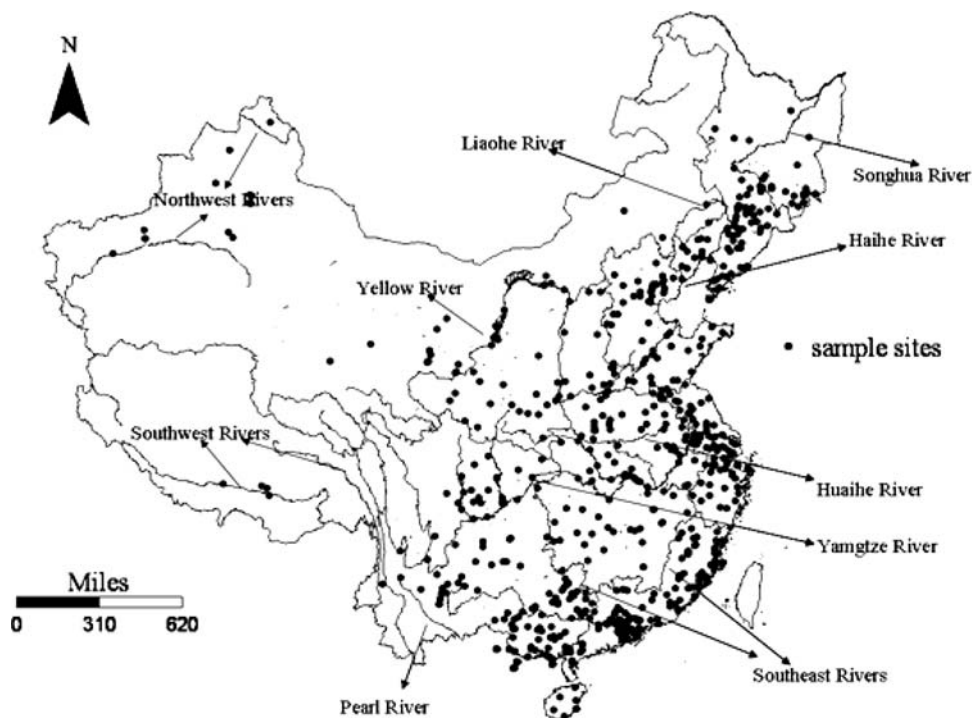 N
Liaohe River
Songhua River
Northwest Rivers
Haihe River
Yellow River
sample sites
Southwest Rivers
Huaihe River
Yamgtze River
Miles
0 310 620
Southeast Rivers
Pearl River